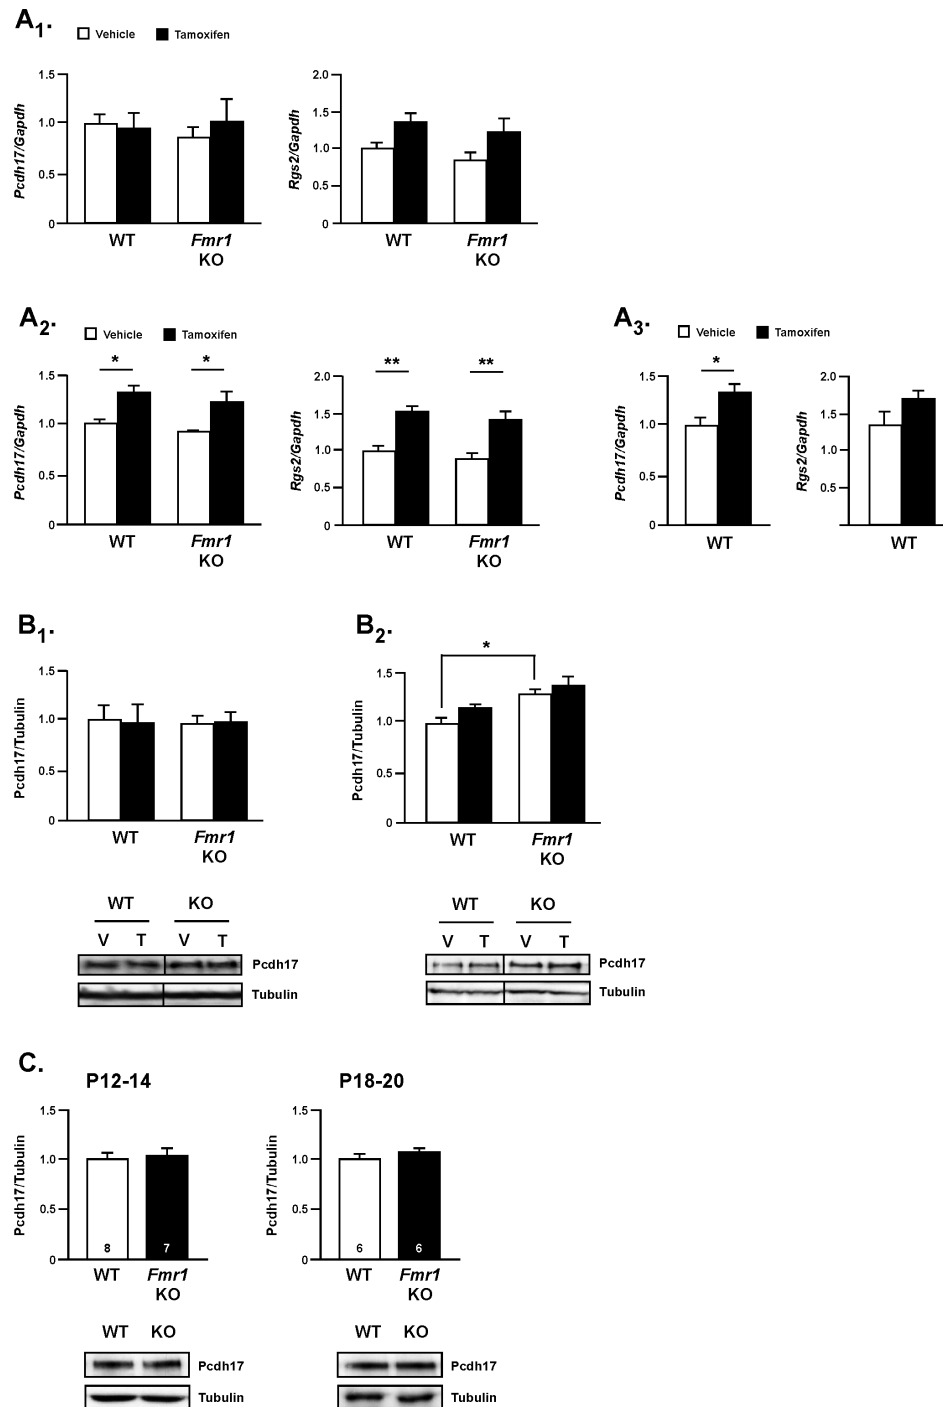 A1.
Vehicle Tamoxifen
Pcdh17/Gapdh
1.5
1.0
0.5
0
WT Fmr1
KO
Rgs2/Gapdh
2.0
1.5
1.0
0.5
0
WT Fmr1
KO
A2.
Vehicle Tamoxifen
Pcdh17/Gapdh
1.5
1.0
0.5
0
* *
WT Fmr1
KO
Rgs2/Gapdh
2.0
1.5
1.0
0.5
0
** **
WT Fmr1
KO
A3.
Vehicle Tamoxifen
Pcdh17/Gapdh
1.5
1.0
0.5
0
*
WT
Rgs2/Gapdh
2.0
1.5
1.0
0.5
0
WT
B1.
Pcdh17/Tubulin
1.5
1.0
0.5
0
WT Fmr1
KO
WT KO
V T V T
Pcdh17
Tubulin
B2.
Pcdh17/Tubulin
1.5
1.0
0.5
0
*
WT Fmr1
KO
WT KO
V T V T
Pcdh17
Tubulin
C.
P12-14
Pcdh17/Tubulin
1.5
1.0
0.5
0
8 7
WT Fmr1
KO
WT KO
Pcdh17
Tubulin
P18-20
Pcdh17/Tubulin
1.5
1.0
0.5
0
6 6
WT Fmr1
KO
WT KO
Pcdh17
Tubulin